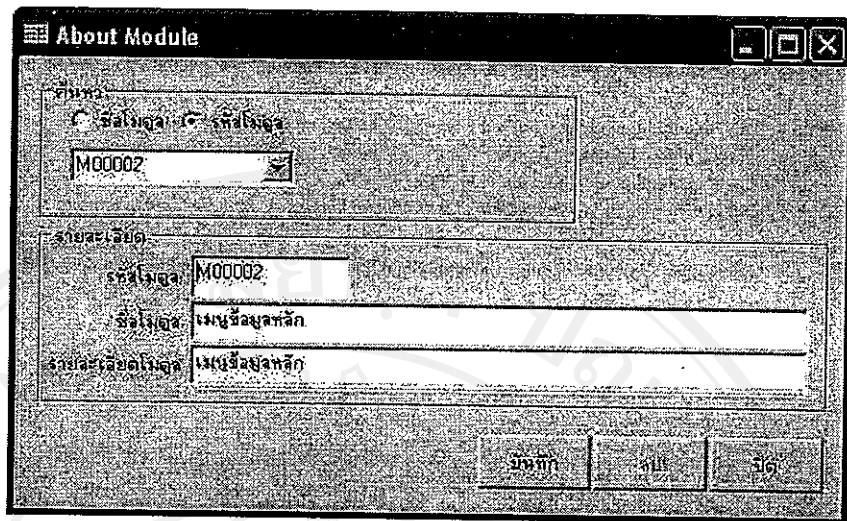 About Module
ค้นหา
ชื่อโมดูล รหัสโมดูล
M00002
รายละเอียด
รหัสโมดูล M00002
ชื่อโมดูล เมนูข้อมูลหลัก
รายละเอียดโมดูล เมนูข้อมูลหลัก
บันทึก ลบ ปิด